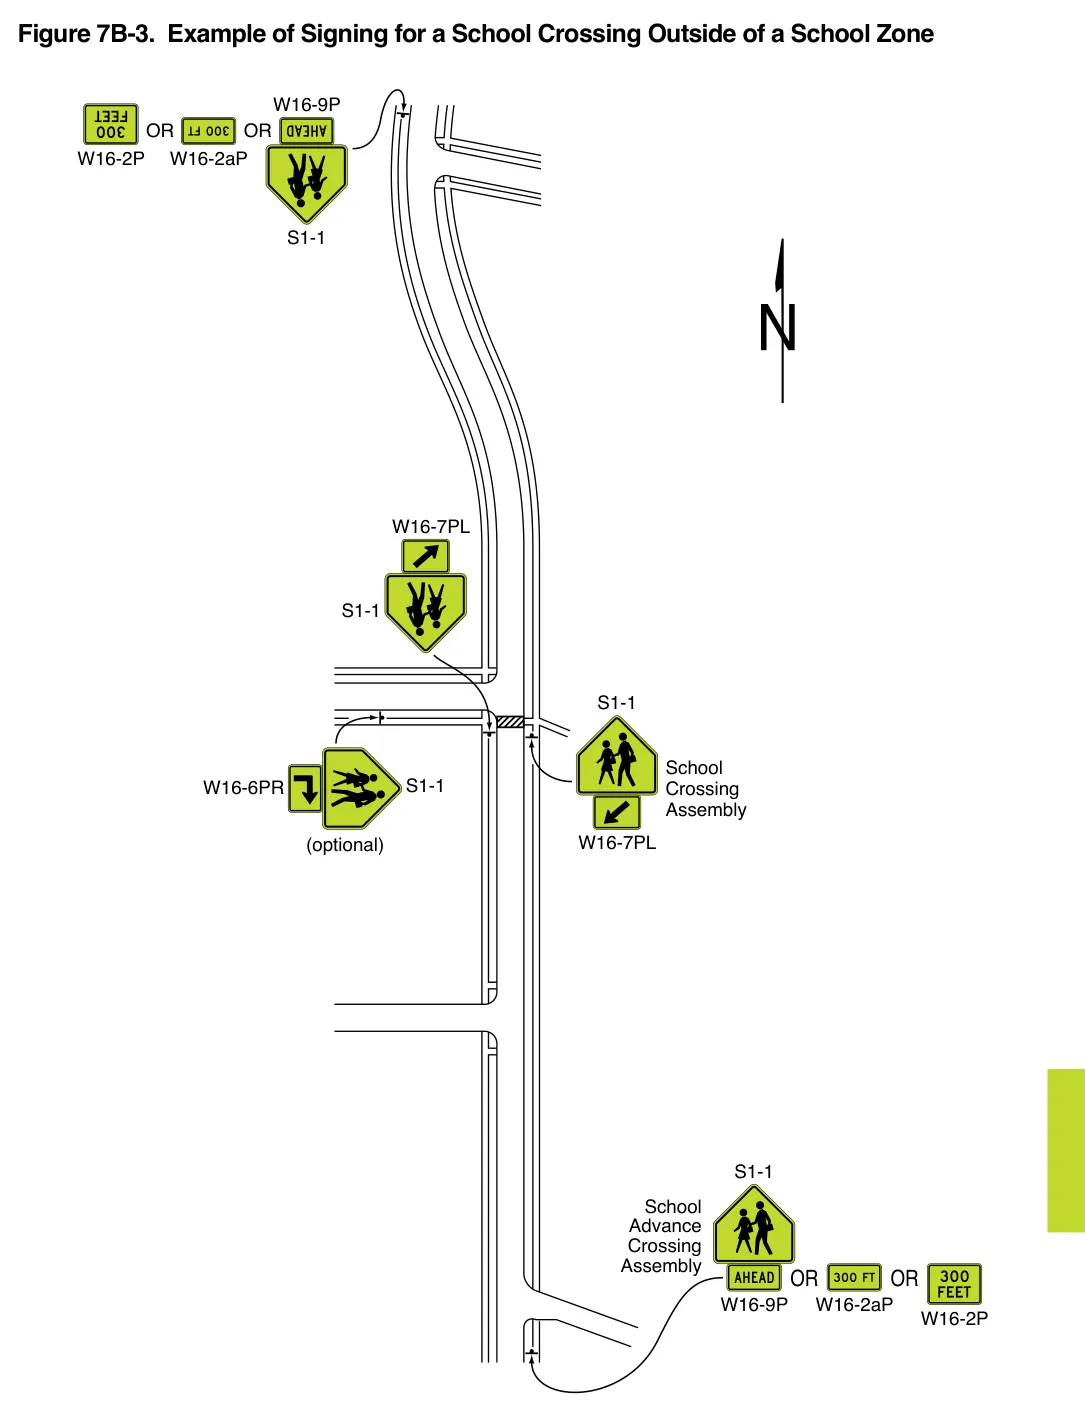 Figure 7B-3.  Example of Signing for a School Crossing Outside of a School Zone
W16-9P
300
FEET
OR
300 FT
OR
AHEAD
W16-2P
W16-2aP
S1-1
N
W16-7PL
S1-1
S1-1
W16-6PR
S1-1
(optional)
School
Crossing
Assembly
W16-7PL
S1-1
School
Advance
Crossing
Assembly
AHEAD
OR
300 FT
OR
300
FEET
W16-9P
W16-2aP
W16-2P